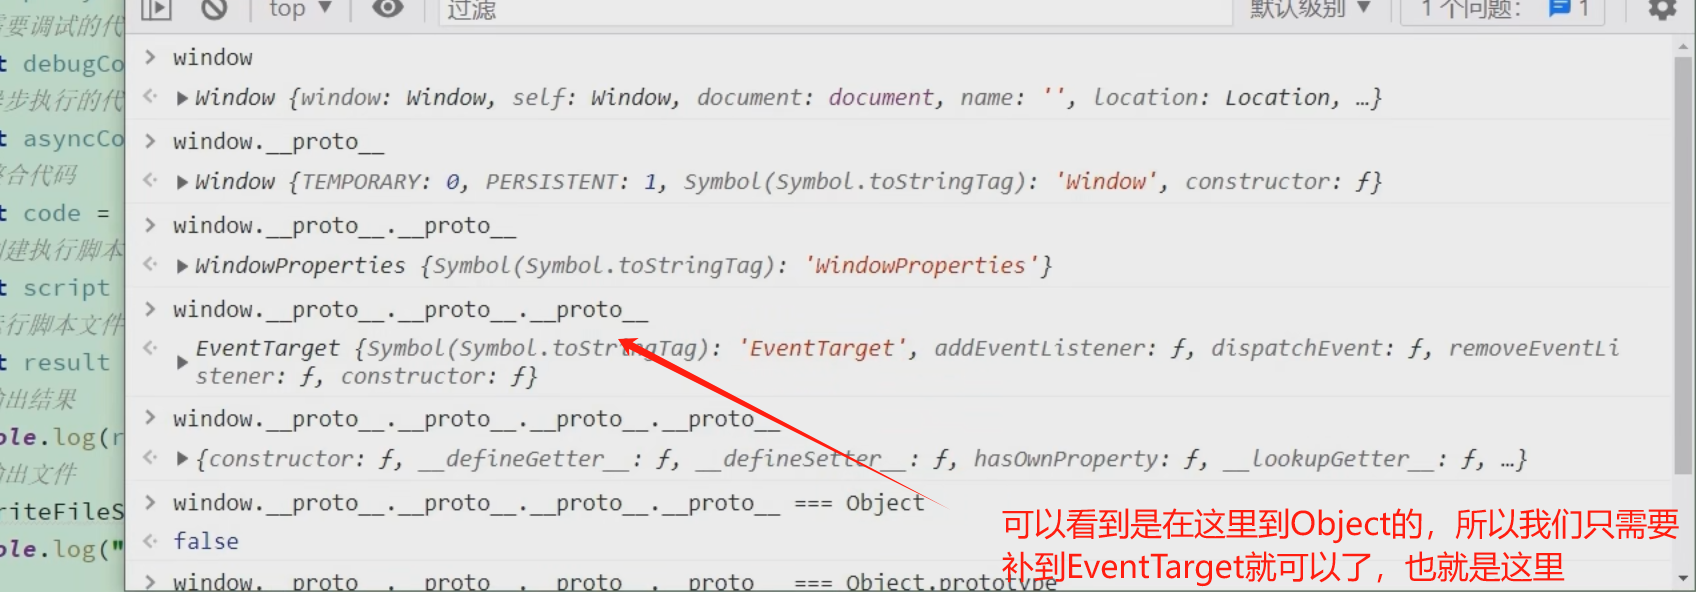 top ▼
过滤
默认级别 ▼
1 个问题：
1
需要调试的代
t debugCo
步执行的代
t asyncCo
整合代码
t code =
创建执行脚本
t script
行脚本文件
t result
输出结果
ole.log(r
输出文件
riteFileS
ole.log("
> window
<· ▶Window {window: Window, self: Window, document: document, name: '', location: Location, …}
> window.__proto__
<· ▶Window {TEMPORARY: 0, PERSISTENT: 1, Symbol(Symbol.toStringTag): 'Window', constructor: ƒ}
> window.__proto__.__proto__
<· ▶WindowProperties {Symbol(Symbol.toStringTag): 'WindowProperties'}
> window.__proto__.__proto__.__proto__
<· ▶EventTarget {Symbol(Symbol.toStringTag): 'EventTarget', addEventListener: ƒ, dispatchEvent: ƒ, removeEventLi
stener: ƒ, constructor: ƒ}
> window.__proto__.__proto__.__proto__.__proto__
<· ▶{constructor: ƒ, __defineGetter__: ƒ, __defineSetter__: ƒ, hasOwnProperty: ƒ, __lookupGetter__: ƒ, …}
> window.__proto__.__proto__.__proto__.__proto__ === Object
<· false
> window.__proto__.__proto__.__proto__.__proto__ === Object.prototype
可以看到是在这里到Object的，所以我们只需要
补到EventTarget就可以了，也就是这里